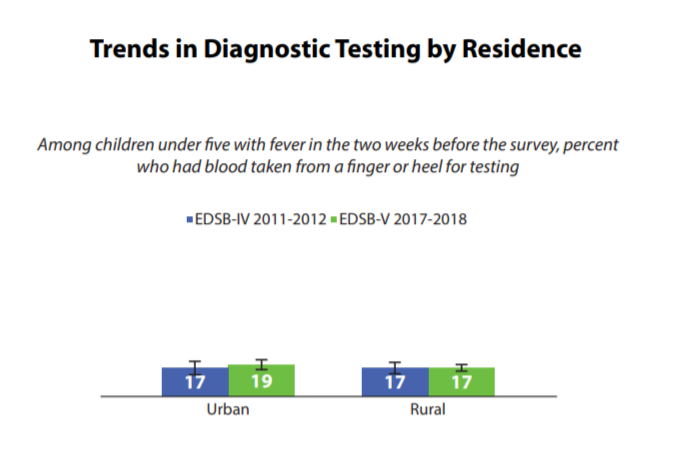 Trends in Diagnostic Testing by Residence
Among children under five with fever in the two weeks before the survey, percent
who had blood taken from a finger or heel for testing
EDSB-IV 2011-2012 EDSB-V 2017-2018
17 19 17 17
Urban Rural